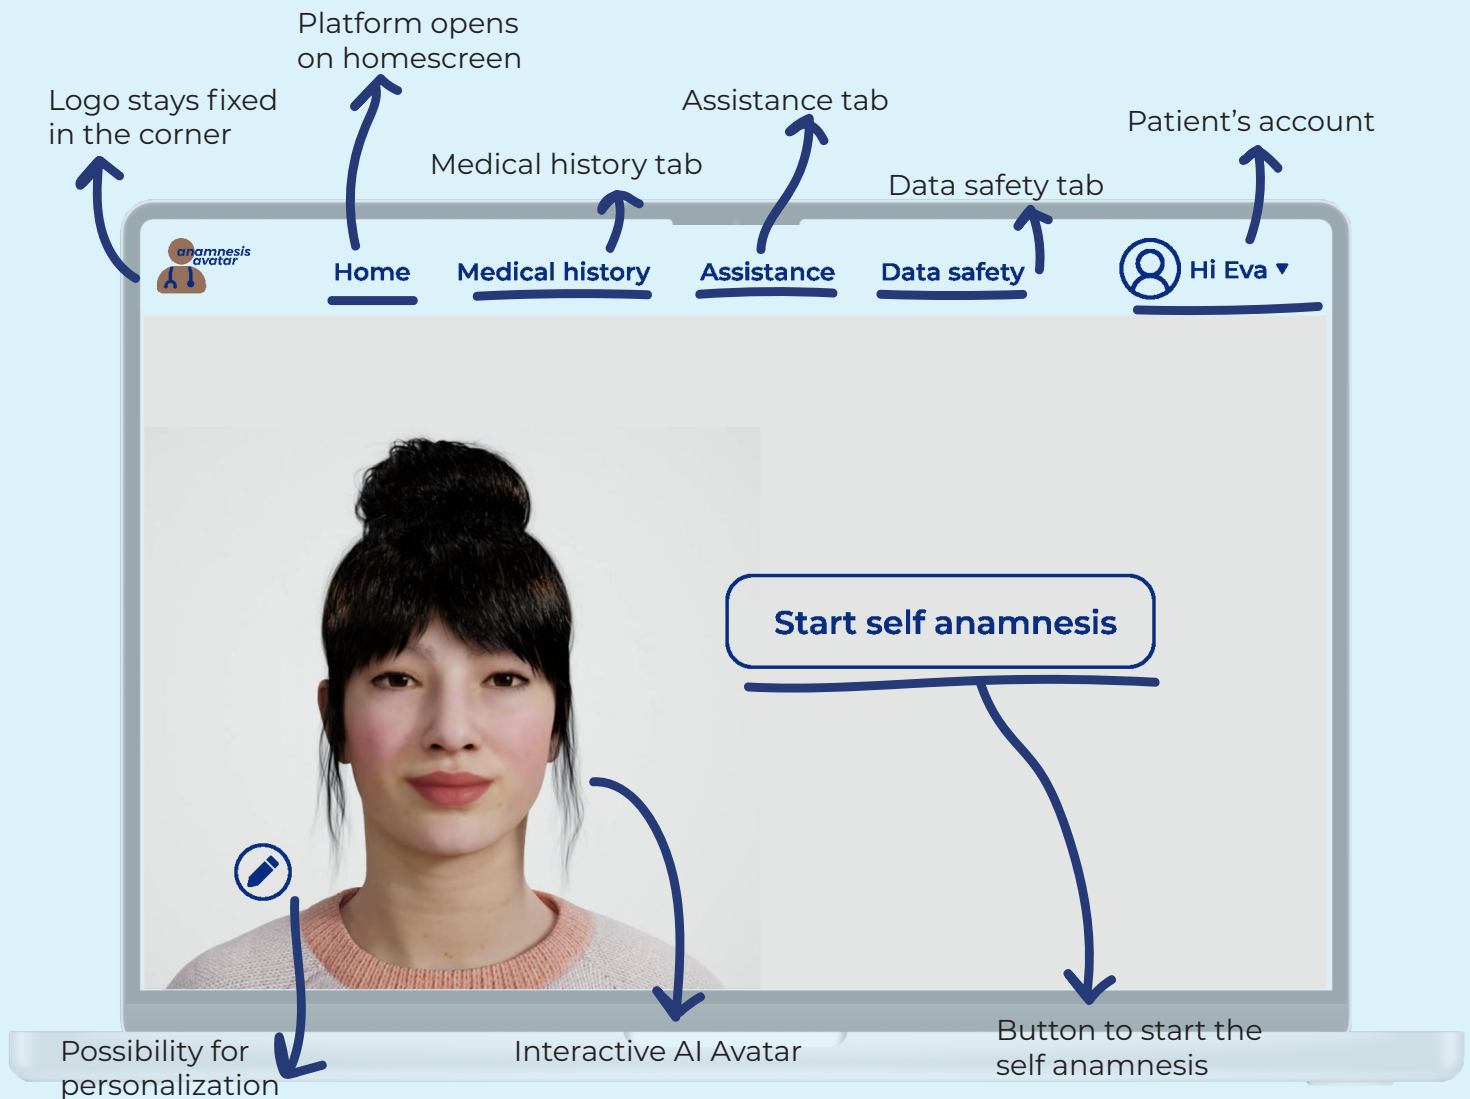 Platform opens
on homescreen
Logo stays fixed
in the corner
Assistance tab
Patient's account
Medical history tab
Data safety tab
anamnesis
avatar
Home
Medical history
Assistance
Data safety
Hi Eva
Start self anamnesis
Possibility for
personalization
Interactive AI Avatar
Button to start the
self anamnesis